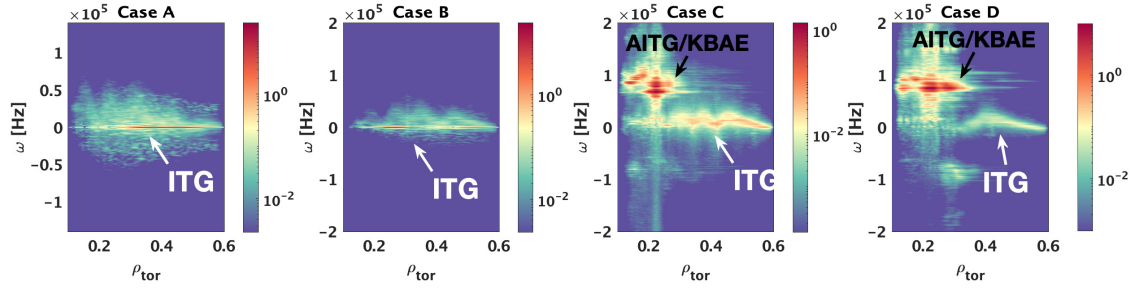 ×10⁵ Case A
1
0.5
0
−0.5
−1
ω [Hz]
0.2 0.4 0.6
ρtor
ITG
10⁰
10⁻²
×10⁵ Case B
2
1
0
−1
−2
ω [Hz]
0.2 0.4 0.6
ρtor
ITG
10⁰
10⁻²
×10⁵ Case C
2
1
0
1
−2
ω [Hz]
0.2 0.4 0.6
ρtor
AITG/KBAE
ITG
10⁰
10⁻²
×10⁵ Case D
2
1
0
1
−2
ω [Hz]
0.2 0.4 0.6
ρtor
AITG/KBAE
ITG
10⁰
10⁻²